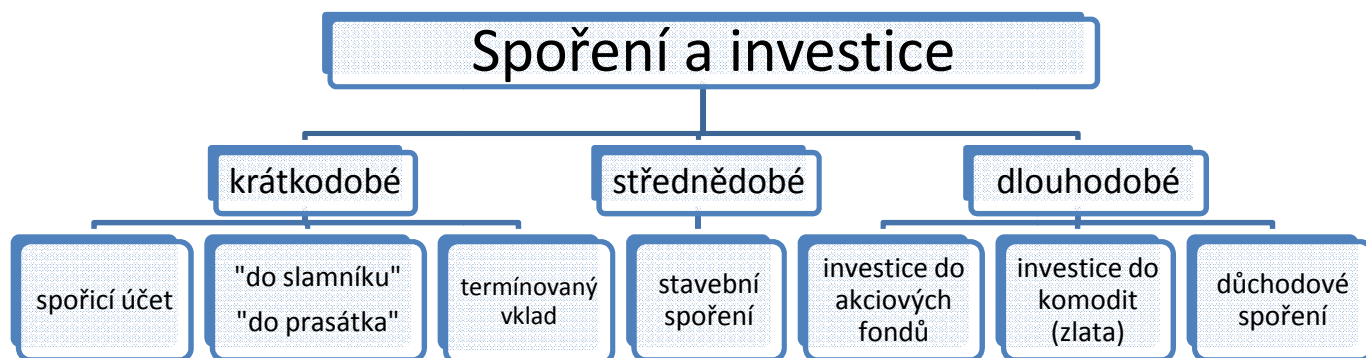 Spoření a investice
krátkodobé
střednědobé
dlouhodobé
spořicí účet
"do slamníku"
"do prasátka"
termínovaný
vklad
stavební
spoření
investice do
akciových
fondů
investice do
komodit
(zlata)
důchodové
spoření